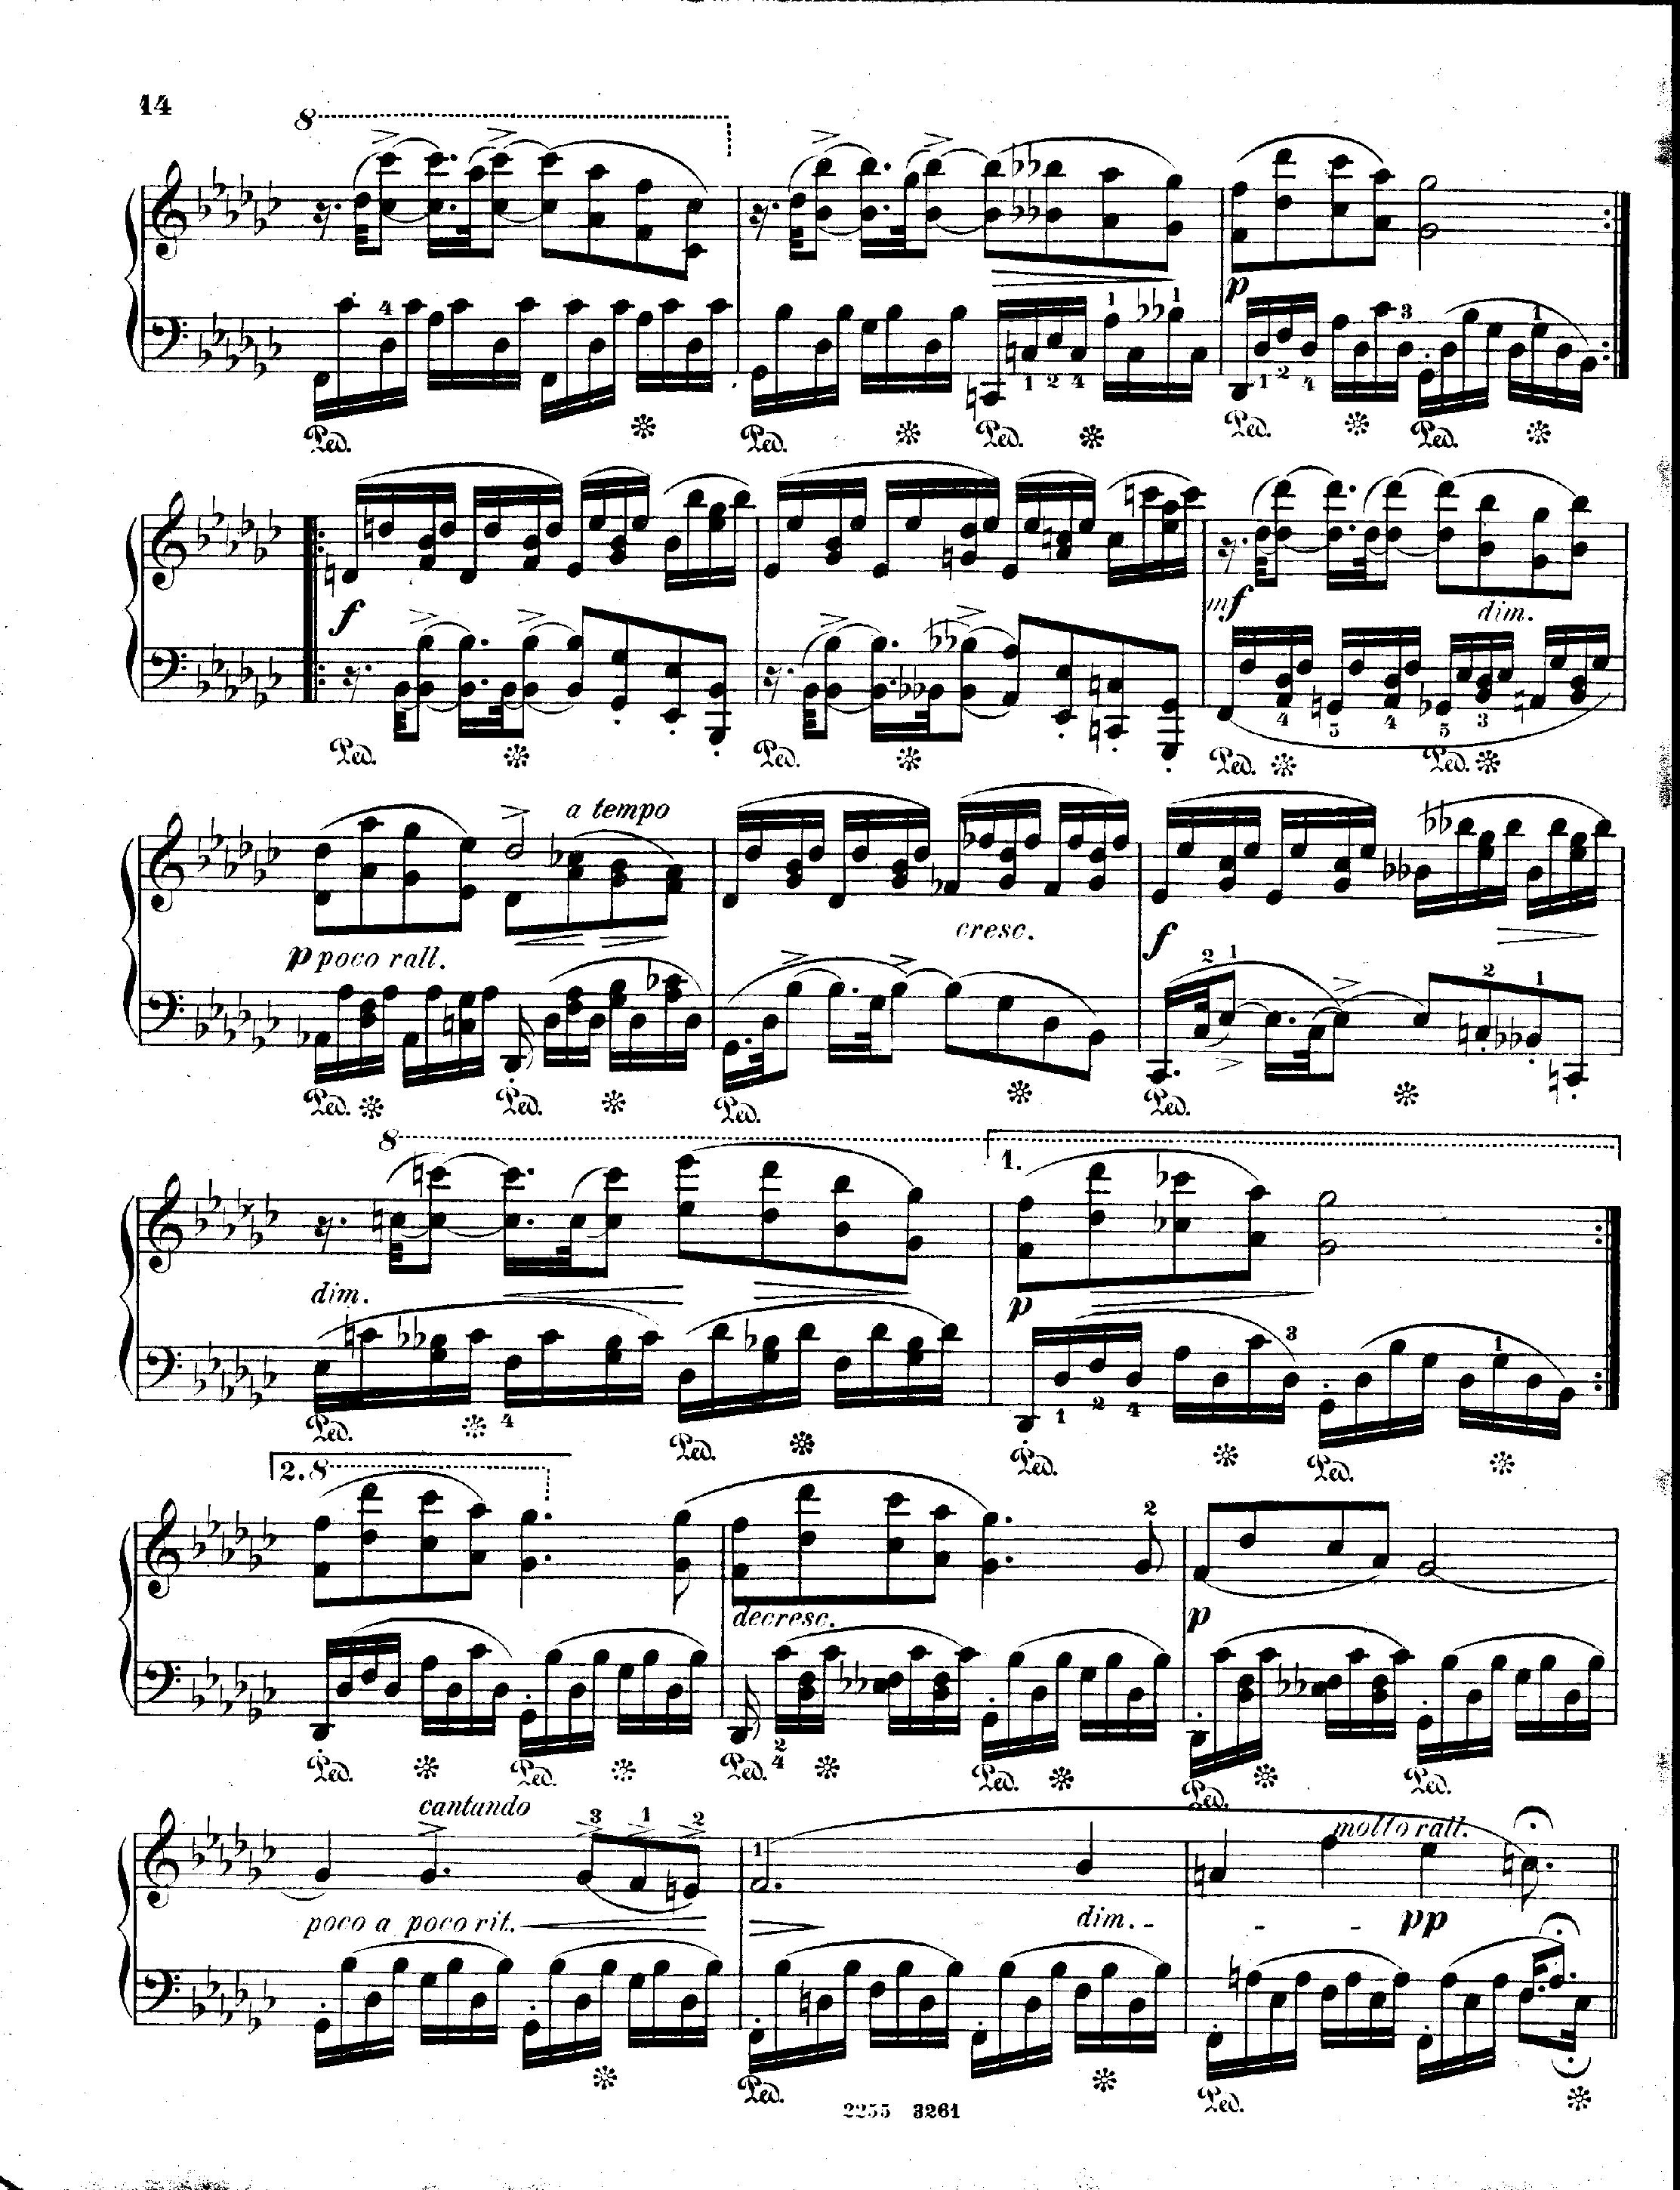 14
8
4 1 1
1 2 4 p 1 2 4 3 1
Ped. Ped. Ped. Ped. Ped.
f mf dim.
4 5 4 5 3
Ped. Ped. Ped. Ped.
a tempo
p poco rall. cresc. f
2 1 2 1
Ped. Ped. Ped. Ped.
8 1.
dim. p
4 1 2 4 3 1
Ped. Ped. Ped. Ped.
2. 8
2
decresc. p
Ped. Ped. Ped. 2 4 Ped. Ped. Ped.
cantando 3 1 2 1 molto rall.
poco a poco rit. dim. pp
Ped. Ped.
2255 3261